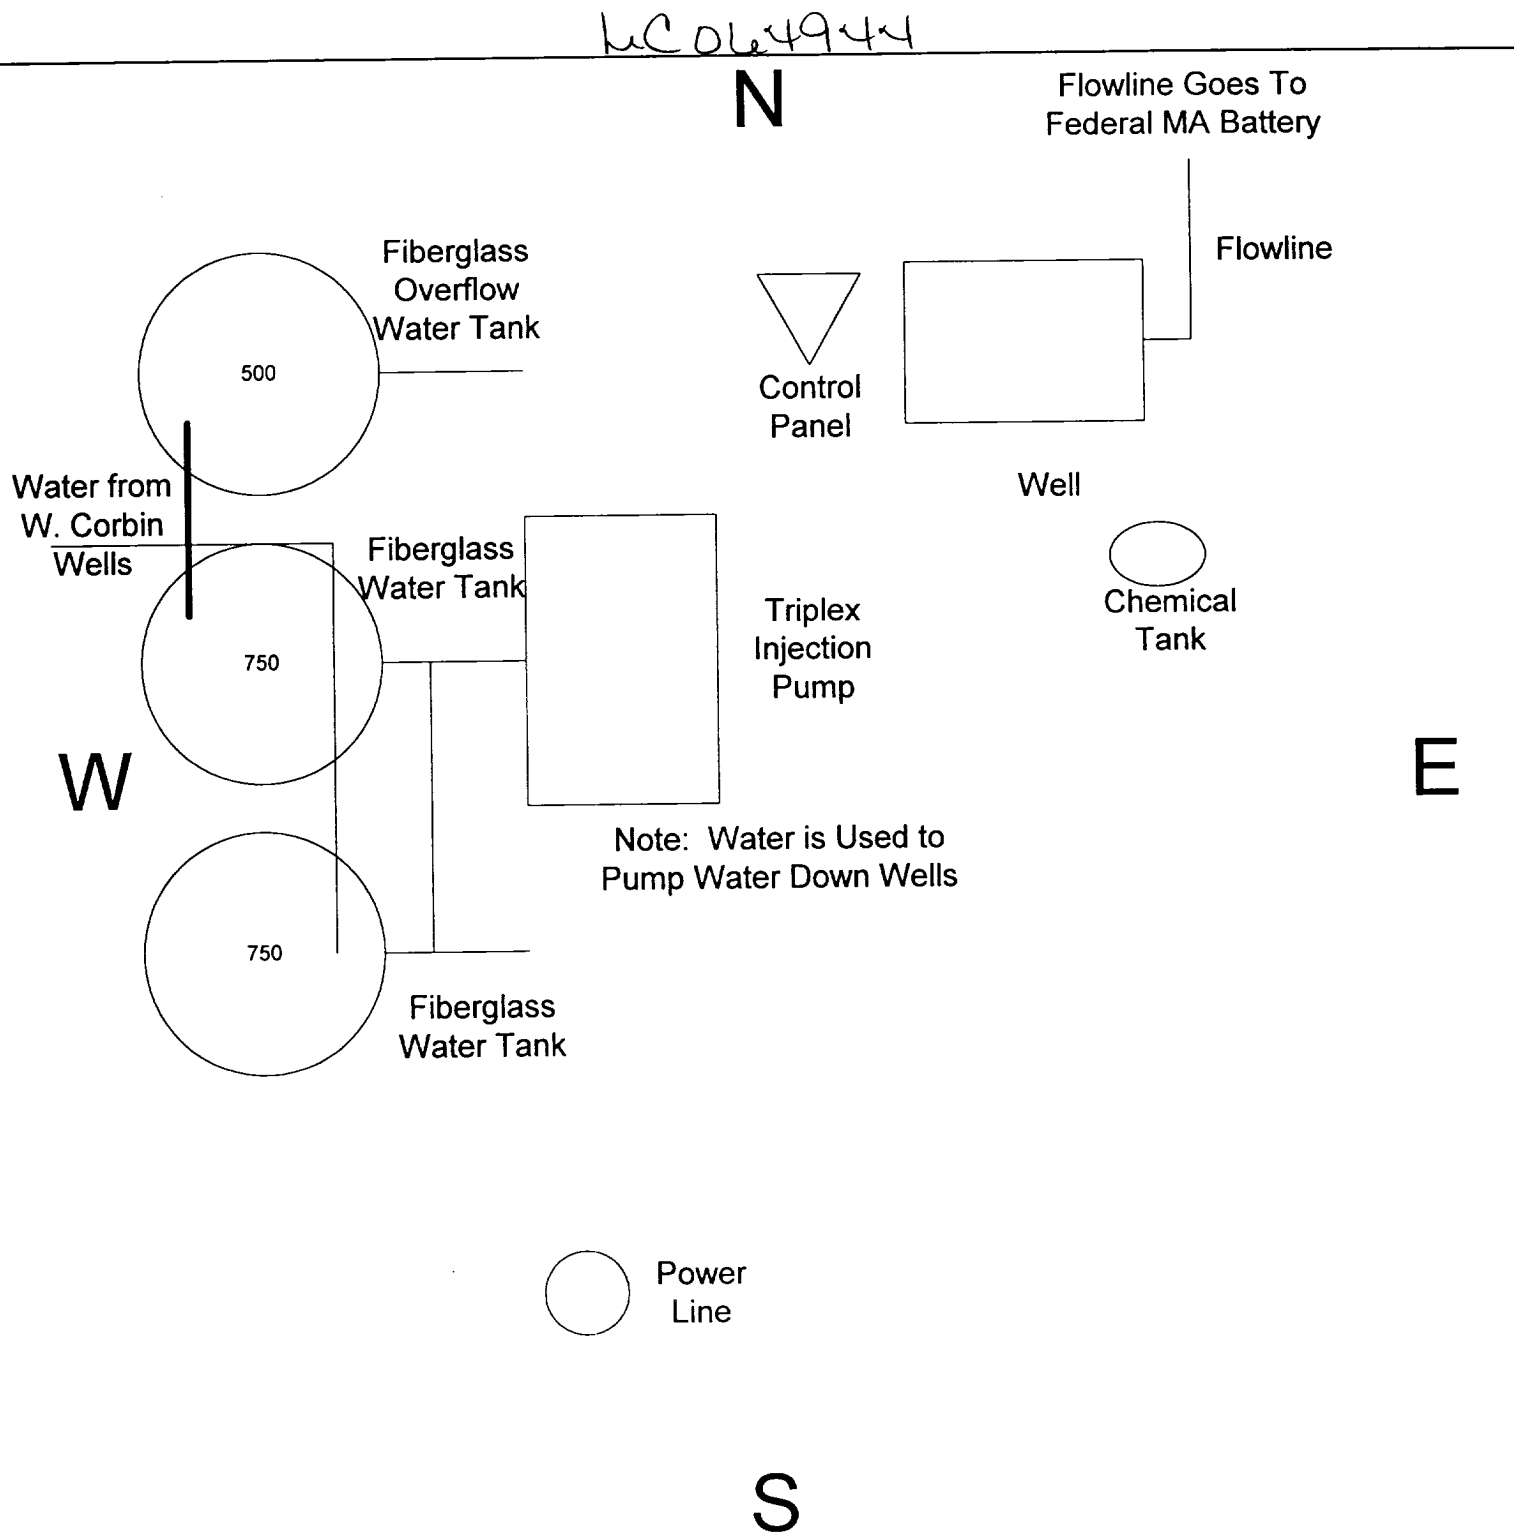 LC064944
N
Flowline Goes To
Federal MA Battery
Flowline
Fiberglass
Overflow
Water Tank
500
Control
Panel
Well
Water from
W. Corbin
Wells
Fiberglass
Water Tank
750
Triplex
Injection
Pump
Chemical
Tank
W
E
Note: Water is Used to
Pump Water Down Wells
750
Fiberglass
Water Tank
Power
Line
S